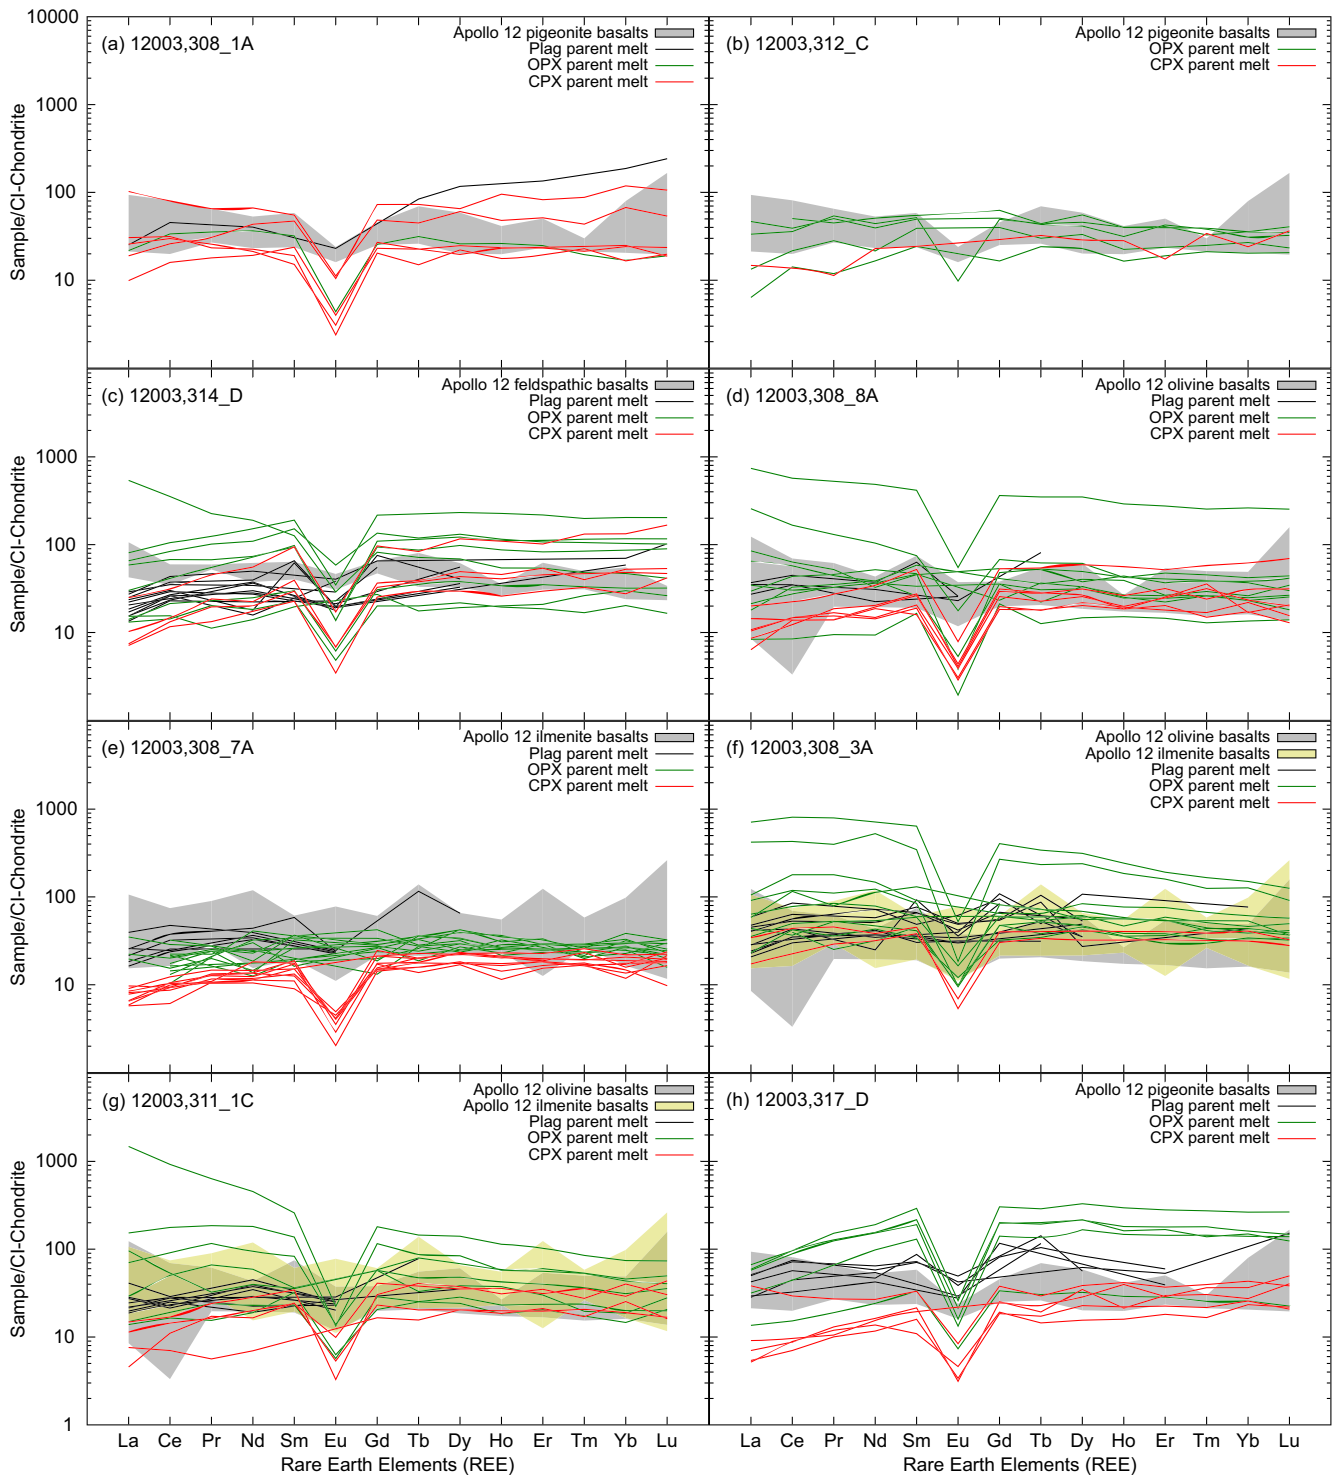 (a) 12003,308_1A
Apollo 12 pigeonite basalts
Plag parent melt
OPX parent melt
CPX parent melt
(b) 12003,312_C
Apollo 12 pigeonite basalts
OPX parent melt
CPX parent melt
10000
1000
100
10
Sample/CI-Chondrite
(c) 12003,314_D
Apollo 12 feldspathic basalts
Plag parent melt
OPX parent melt
CPX parent melt
(d) 12003,308_8A
Apollo 12 olivine basalts
Plag parent melt
OPX parent melt
CPX parent melt
1000
100
10
Sample/CI-Chondrite
(e) 12003,308_7A
Apollo 12 ilmenite basalts
Plag parent melt
OPX parent melt
CPX parent melt
(f) 12003,308_3A
Apollo 12 olivine basalts
Apollo 12 ilmenite basalts
Plag parent melt
OPX parent melt
CPX parent melt
1000
100
10
Sample/CI-Chondrite
(g) 12003,311_1C
Apollo 12 olivine basalts
Apollo 12 ilmenite basalts
Plag parent melt
OPX parent melt
CPX parent melt
(h) 12003,317_D
Apollo 12 pigeonite basalts
Plag parent melt
OPX parent melt
CPX parent melt
1000
100
10
1
Sample/CI-Chondrite
La Ce Pr Nd Sm Eu Gd Tb Dy Ho Er Tm Yb Lu
Rare Earth Elements (REE)
La Ce Pr Nd Sm Eu Gd Tb Dy Ho Er Tm Yb Lu
Rare Earth Elements (REE)